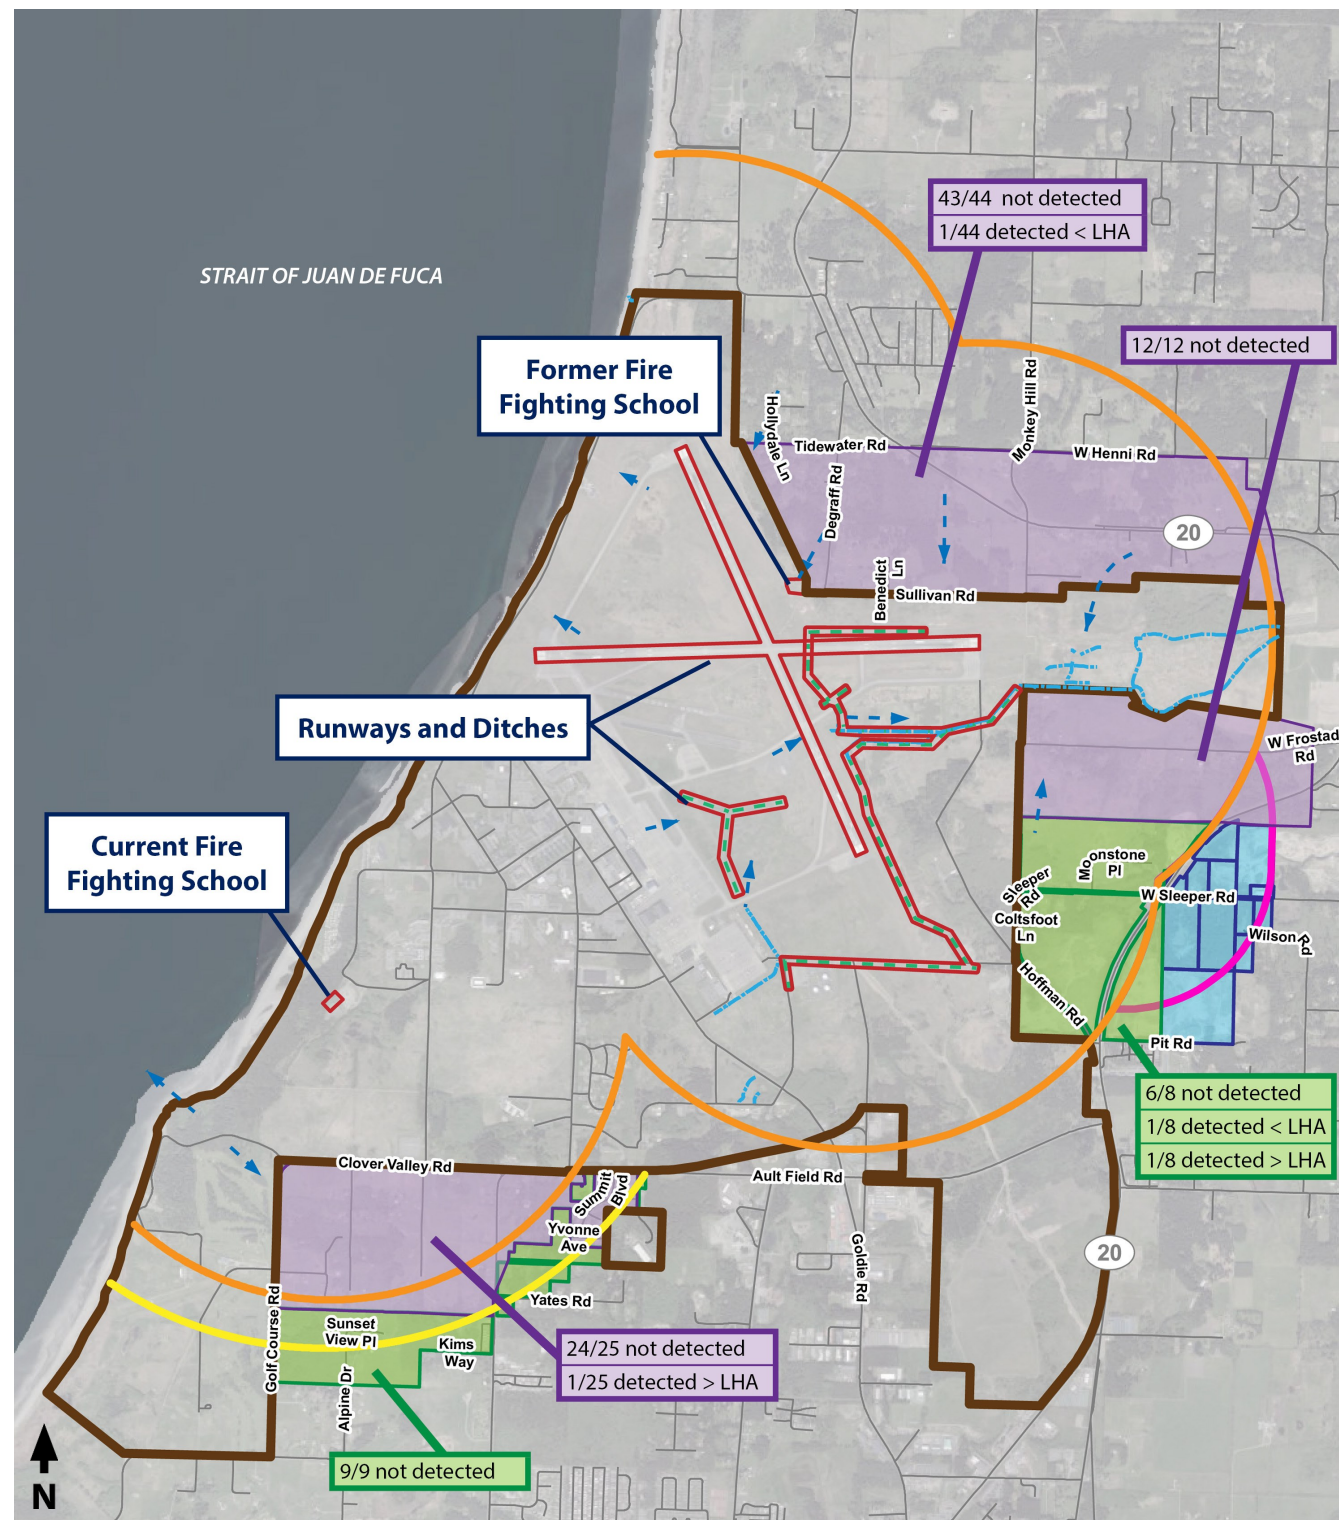 43/44 not detected
1/44 detected < LHA
STRAIT OF JUAN DE FUCA
12/12 not detected
Former Fire
Fighting School
Monkey Hill Rd
Hollydale Ln
Tidewater Rd
W Henni Rd
Degraff Rd
20
Benedict
Ln
Sullivan Rd
Runways and Ditches
W Frostad
Rd
Current Fire
Fighting School
Moonstone
Pl
Sleeper
Rd
W Sleeper Rd
Coltsfoot
Ln
Wilson Rd
Hoffman Rd
Pit Rd
6/8 not detected
1/8 detected < LHA
1/8 detected > LHA
Clover Valley Rd
Ault Field Rd
Summit
Blvd
Yvonne
Ave
Goldie Rd
20
Golf Course Rd
Yates Rd
Sunset
View Pl
Kims
Way
24/25 not detected
1/25 detected > LHA
Alpine Dr
9/9 not detected
N